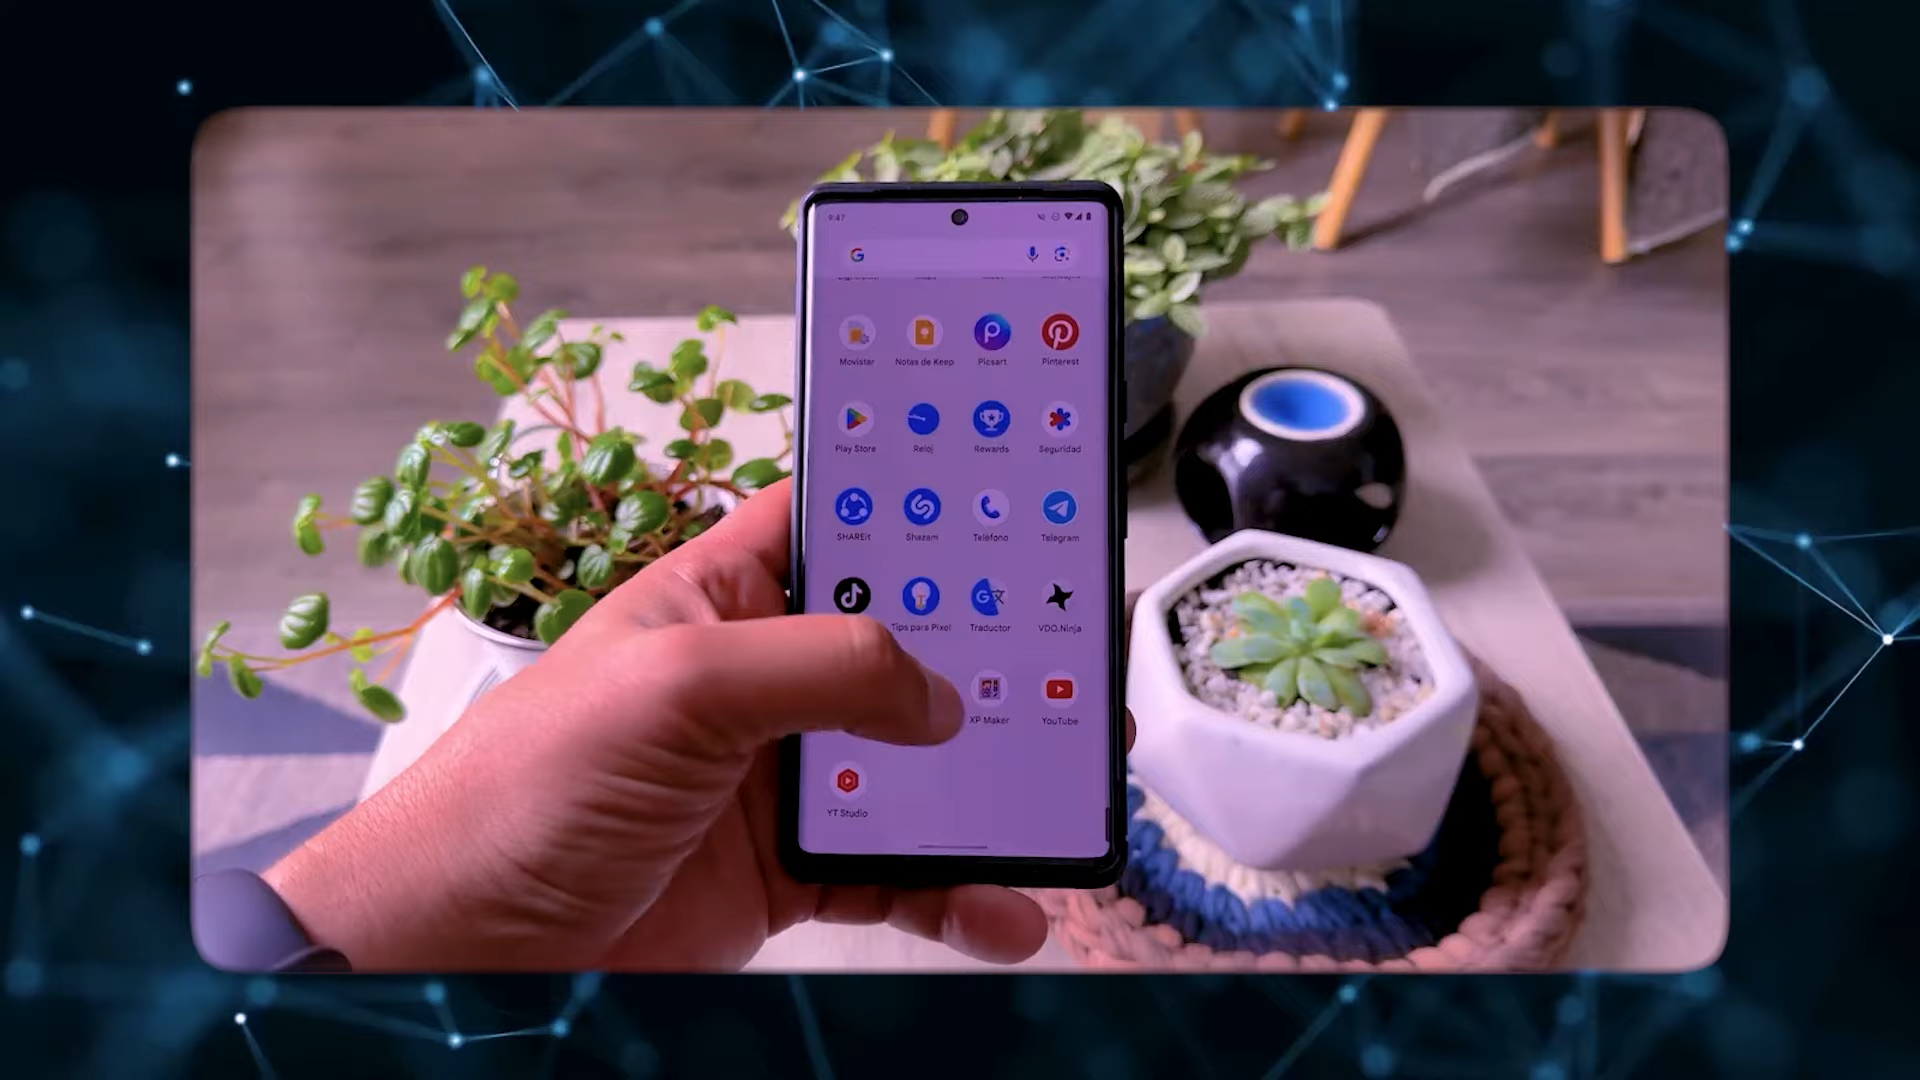 9:47
G
Movistar Notas de Keep Picsart Pinterest
Play Store Reloj Rewards Seguridad
SHAREit Shazam Teléfono Telegram
Tips para Pixel Traductor VDO.Ninja
XP Maker YouTube
YT Studio